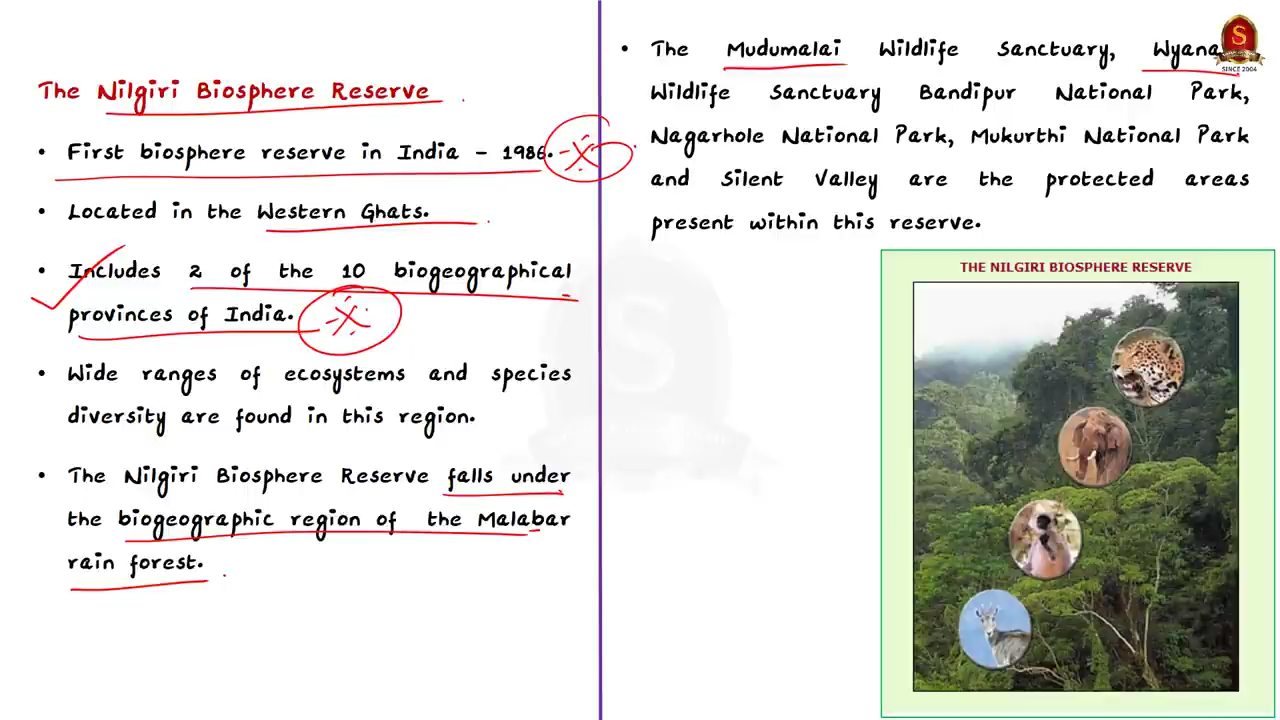 The Nilgiri Biosphere Reserve
• First biosphere reserve in India – 1986.
• Located in the Western Ghats.
• Includes 2 of the 10 biogeographical
provinces of India.
• Wide ranges of ecosystems and species
diversity are found in this region.
• The Nilgiri Biosphere Reserve falls under
the biogeographic region of the Malabar
rain forest.
• The Mudumalai Wildlife Sanctuary,
Wildlife Sanctuary Bandipur National Park,
Nagarhole National Park, Mukurthi National Park
and Silent Valley are the protected areas
present within this reserve.
S
SINCE 2004
THE NILGIRI BIOSPHERE RESERVE